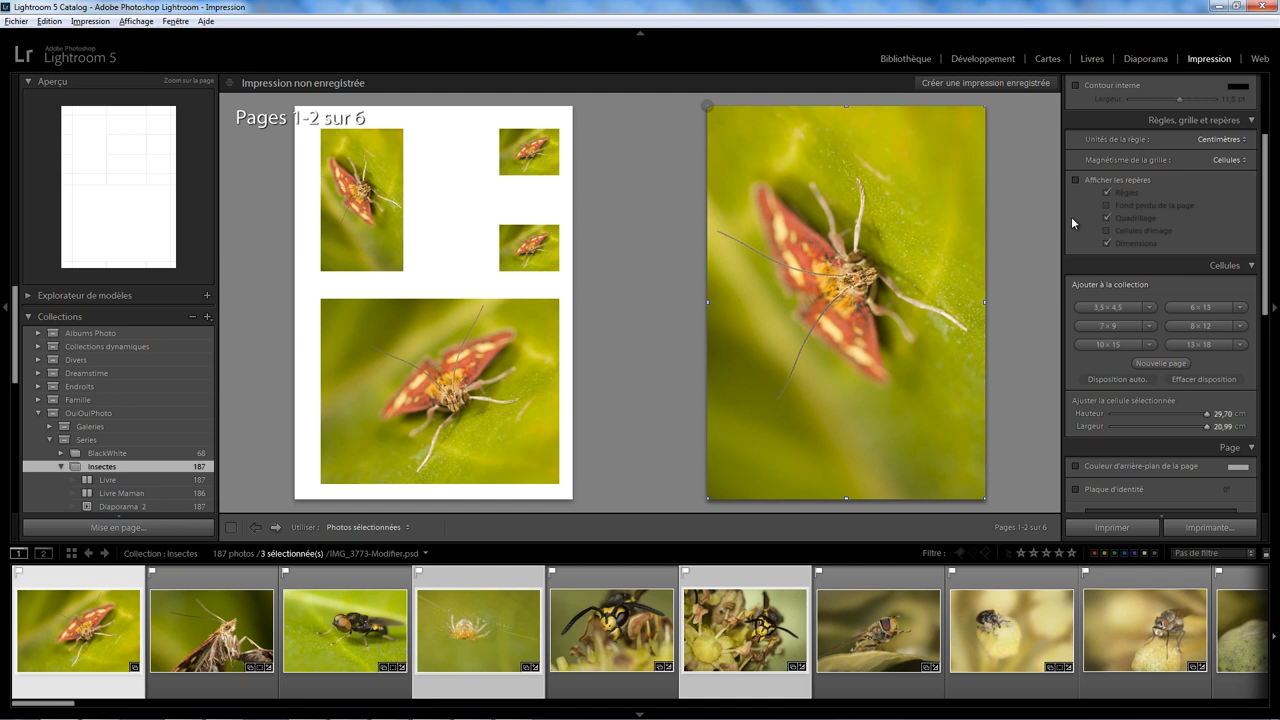 Lightroom 5 Catalog - Adobe Photoshop Lightroom - Impression
Fichier Edition Impression Affichage Fenêtre Aide
Lr Adobe Photoshop
Lightroom 5
Bibliothèque | Développement | Cartes | Livres | Diaporama | Impression | Web
Aperçu Zoom sur la page
Explorateur de modèles +
Collections
Albums Photo
Collections dynamiques
Divers
Dreamstime
Endroits
Famille
OuiOuiPhoto
Galeries
Series
BlackWhite 68
Insectes 187
Livre 187
Livre Maman 186
Diaporama 2 187
Mise en page...
Impression non enregistrée
Créer une impression enregistrée
Pages 1-2 sur 6
Utiliser : Photos sélectionnées
Pages 1-2 sur 6
Contour interne
Largeur 11,6 pt
Règles, grille et repères
Unités de la règle : Centimètres
Magnétisme de la grille : Cellules
Afficher les repères
Règles
Fond perdu de la page
Quadrillage
Cellules d'image
Dimensions
Cellules
Ajouter à la collection
3,5 × 4,5 6 × 13
7 × 9 8 × 12
10 × 15 13 × 18
Nouvelle page
Disposition auto. Effacer disposition
Ajuster la cellule sélectionnée
Hauteur 29,70 cm
Largeur 20,99 cm
Page
Couleur d'arrière-plan de la page
Plaque d'identité
Imprimer Imprimante...
1 2 Collection : Insectes 187 photos / 3 sélectionnée(s) / IMG_3773-Modifier.psd
Filtre : Pas de filtre